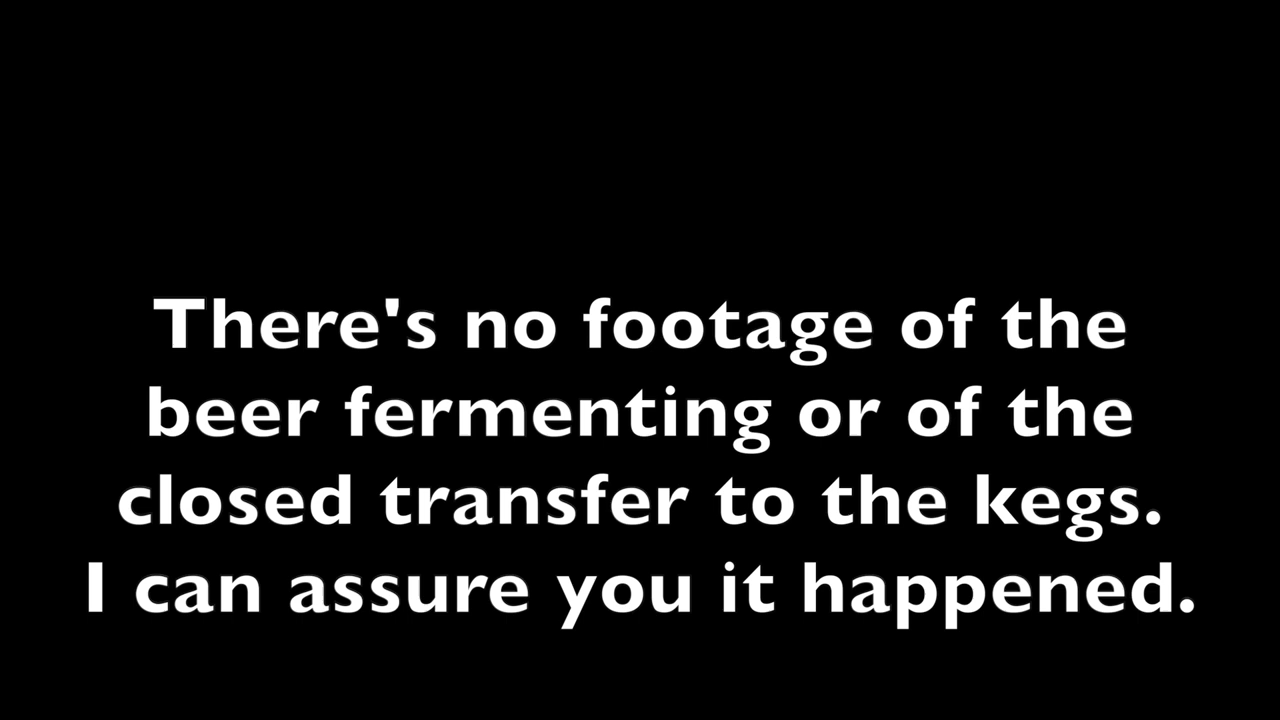 There's no footage of the
beer fermenting or of the
closed transfer to the kegs.
I can assure you it happened.